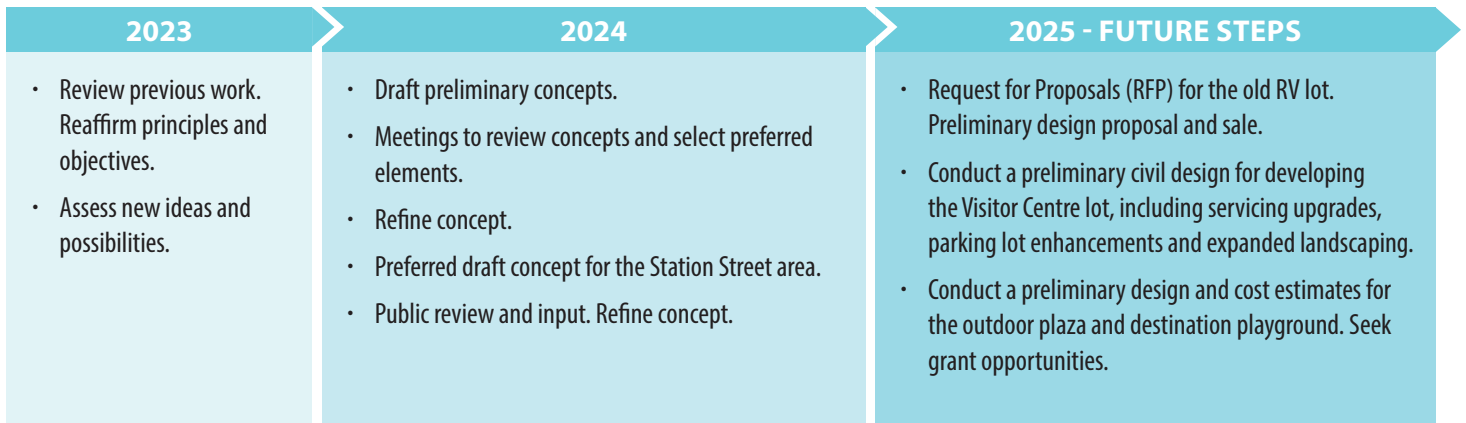 2023
• Review previous work.
Reaffirm principles and
objectives.
• Assess new ideas and
possibilities.
2024
• Draft preliminary concepts.
• Meetings to review concepts and select preferred
elements.
• Refine concept.
• Preferred draft concept for the Station Street area.
• Public review and input. Refine concept.
2025 - FUTURE STEPS
• Request for Proposals (RFP) for the old RV lot.
Preliminary design proposal and sale.
• Conduct a preliminary civil design for developing
the Visitor Centre lot, including servicing upgrades,
parking lot enhancements and expanded landscaping.
• Conduct a preliminary design and cost estimates for
the outdoor plaza and destination playground. Seek
grant opportunities.